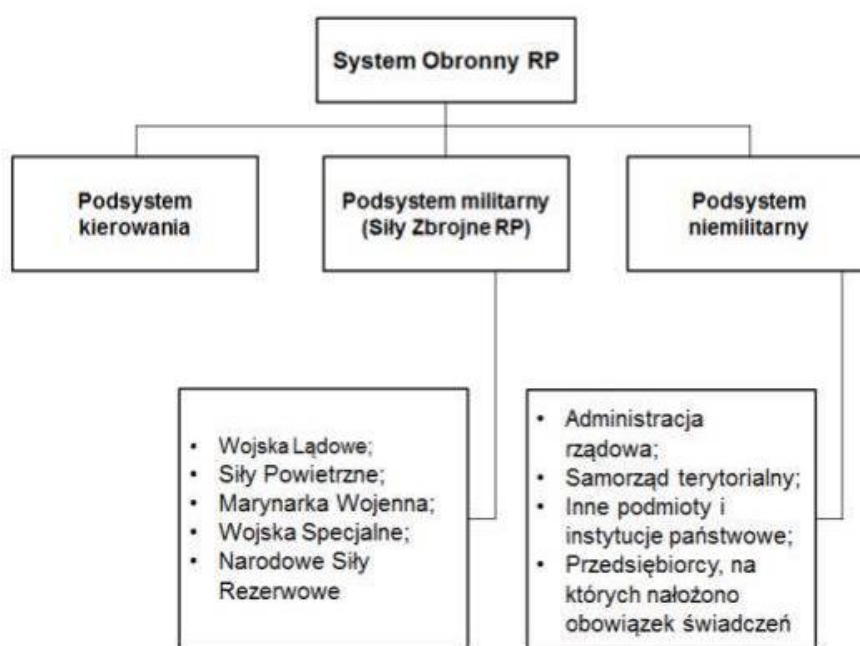 System Obronny RP
Podsystem
kierowania
Podsystem militarny
(Siły Zbrojne RP)
Podsystem
niemilitarny
• Wojska Lądowe;
• Siły Powietrzne;
• Marynarka Wojenna;
• Wojska Specjalne;
• Narodowe Siły
Rezerwowe
• Administracja
rządowa;
• Samorząd terytorialny;
• Inne podmioty i
instytucje państwowe;
• Przedsiębiorcy, na
których nałożono
obowiązek świadczeń